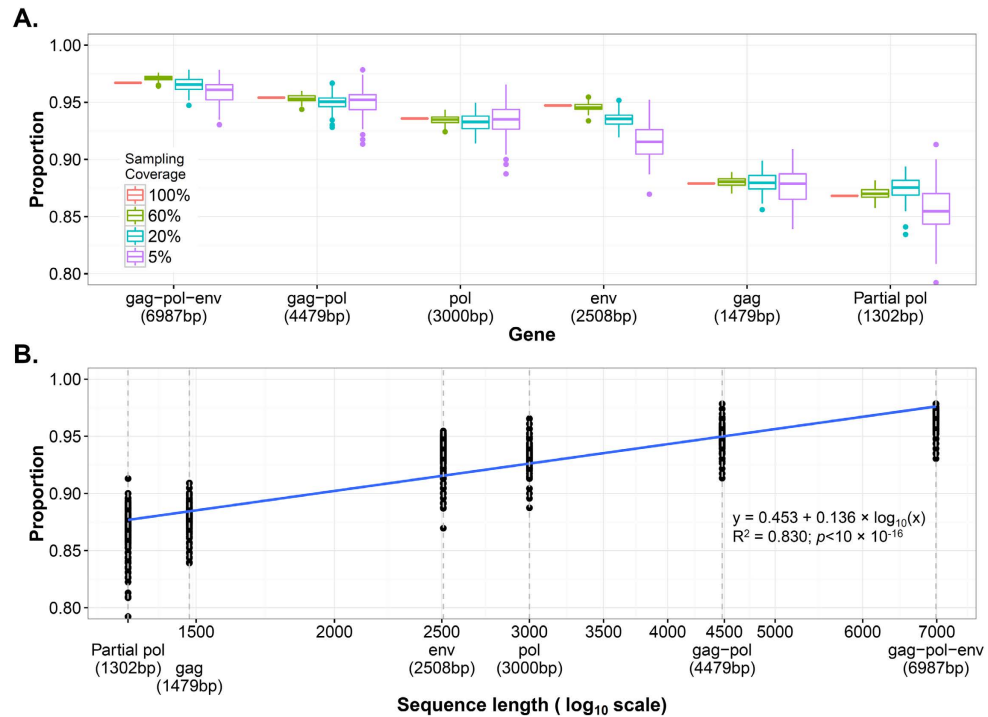 A.
1.00
0.95
0.90
0.85
0.80
Proportion
Sampling
Coverage
100%
60%
20%
5%
gag−pol−env
(6987bp)
gag−pol
(4479bp)
pol
(3000bp)
env
(2508bp)
gag
(1479bp)
Partial pol
(1302bp)
Gene
B.
1.00
0.95
0.90
0.85
0.80
Proportion
y = 0.453 + 0.136 × log₁₀(x)
R² = 0.830; p<10 × 10⁻¹⁶
1500 2000 2500 3000 3500 4000 4500 5000 6000 7000
Partial pol
(1302bp)
gag
(1479bp)
env
(2508bp)
pol
(3000bp)
gag-pol
(4479bp)
gag-pol-env
(6987bp)
Sequence length ( log₁₀ scale)